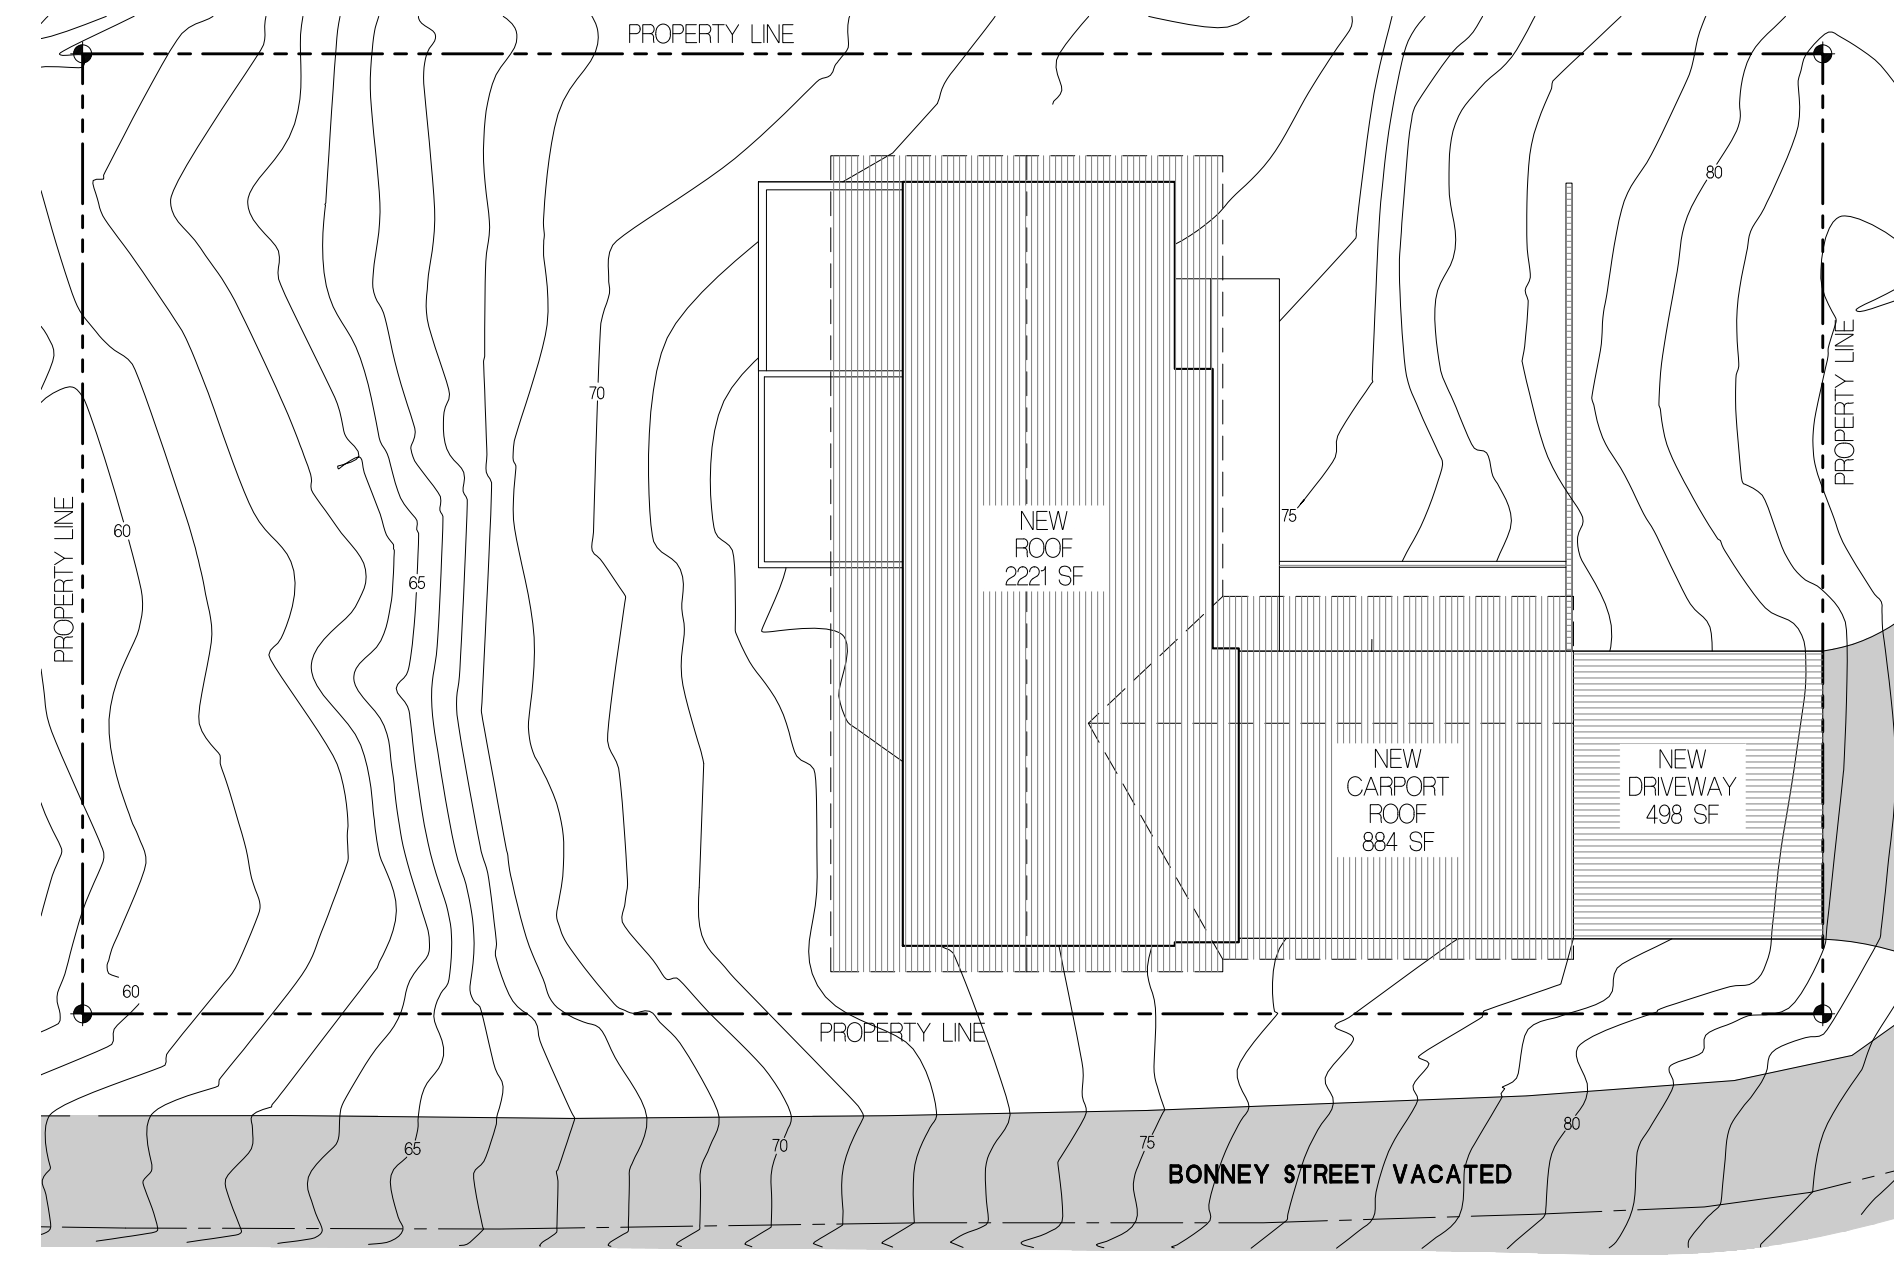 PROPERTY LINE
80
PROPERTY LINE
70
PROPERTY LINE
60
75
NEW
ROOF
2221 SF
65
NEW
CARPORT
ROOF
884 SF
NEW
DRIVEWAY
498 SF
60
PROPERTY LINE
80
65
70
75
BONNEY STREET VACATED